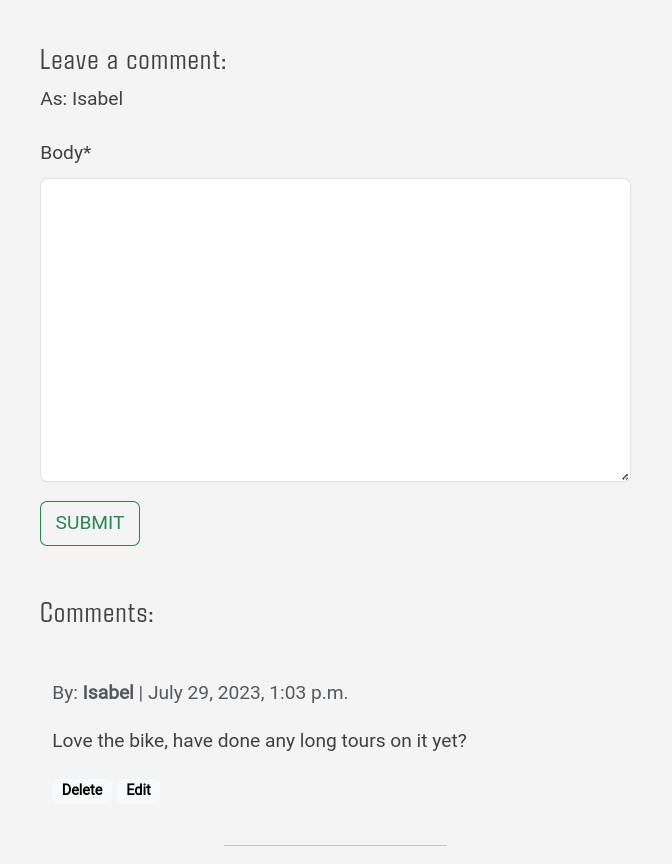 Leave a comment:
As: Isabel
Body*
SUBMIT
Comments:
By: Isabel | July 29, 2023, 1:03 p.m.
Love the bike, have done any long tours on it yet?
Delete Edit